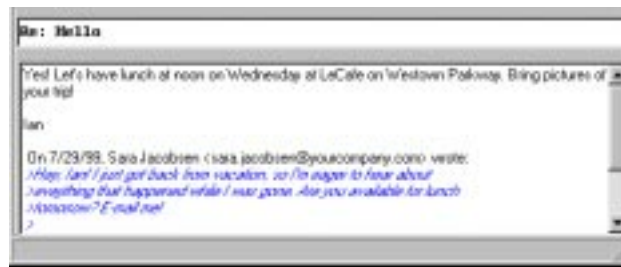 Re: Hello
Yes! Let's have lunch at noon on Wednesday at LeCafe on Westown Parkway. Bring pictures of
your trip!
Ian
On 7/29/99, Sara Jacobsen <sara.jacobsen@yourcompany.com> wrote:
>Hey, Ian! I just got back from vacation, so I'm eager to hear about
>everything that happened while I was gone. Are you available for lunch
>tomorrow? E-mail me!
>